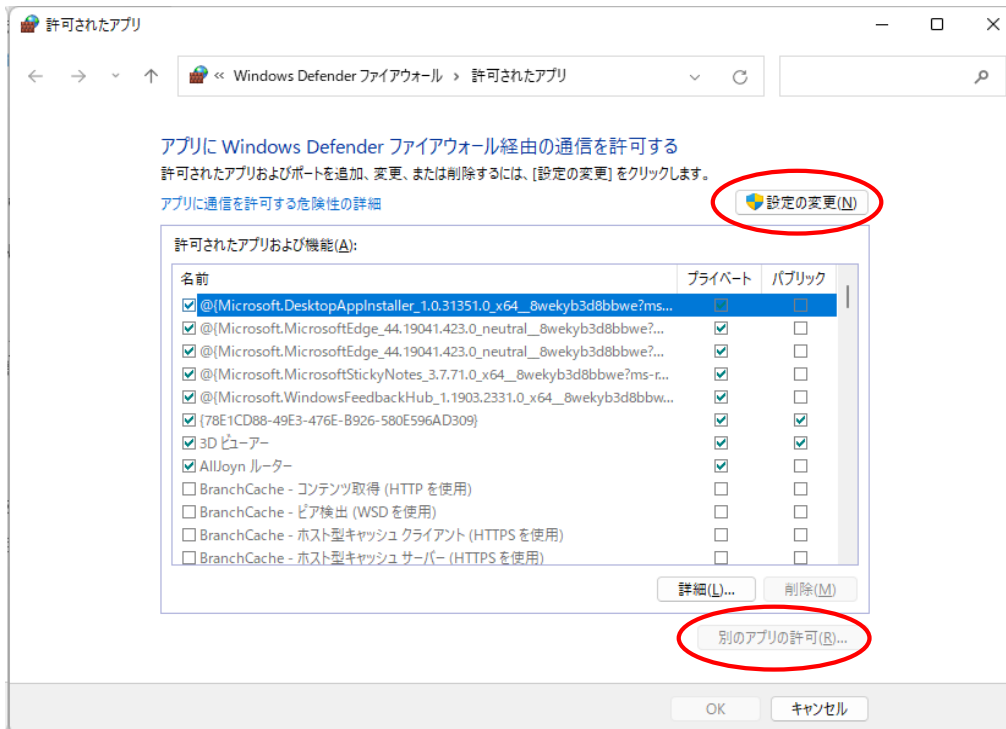 許可されたアプリ
« Windows Defender ファイアウォール › 許可されたアプリ
アプリに Windows Defender ファイアウォール経由の通信を許可する
許可されたアプリおよびポートを追加、変更、または削除するには、[設定の変更] をクリックします。
アプリに通信を許可する危険性の詳細
設定の変更(N)
許可されたアプリおよび機能(A):
名前 プライベート パブリック
@{Microsoft.DesktopAppInstaller_1.0.31351.0_x64__8wekyb3d8bbwe?ms...
@{Microsoft.MicrosoftEdge_44.19041.423.0_neutral__8wekyb3d8bbwe?...
@{Microsoft.MicrosoftEdge_44.19041.423.0_neutral__8wekyb3d8bbwe?...
@{Microsoft.MicrosoftStickyNotes_3.7.71.0_x64__8wekyb3d8bbwe?ms-r...
@{Microsoft.WindowsFeedbackHub_1.1903.2331.0_x64__8wekyb3d8bbw...
{78E1CD88-49E3-476E-B926-580E596AD309}
3D ビューアー
AllJoyn ルーター
BranchCache - コンテンツ取得 (HTTP を使用)
BranchCache - ピア検出 (WSD を使用)
BranchCache - ホスト型キャッシュ クライアント (HTTPS を使用)
BranchCache - ホスト型キャッシュ サーバー (HTTPS を使用)
詳細(L)... 削除(M)
別のアプリの許可(R)...
OK キャンセル